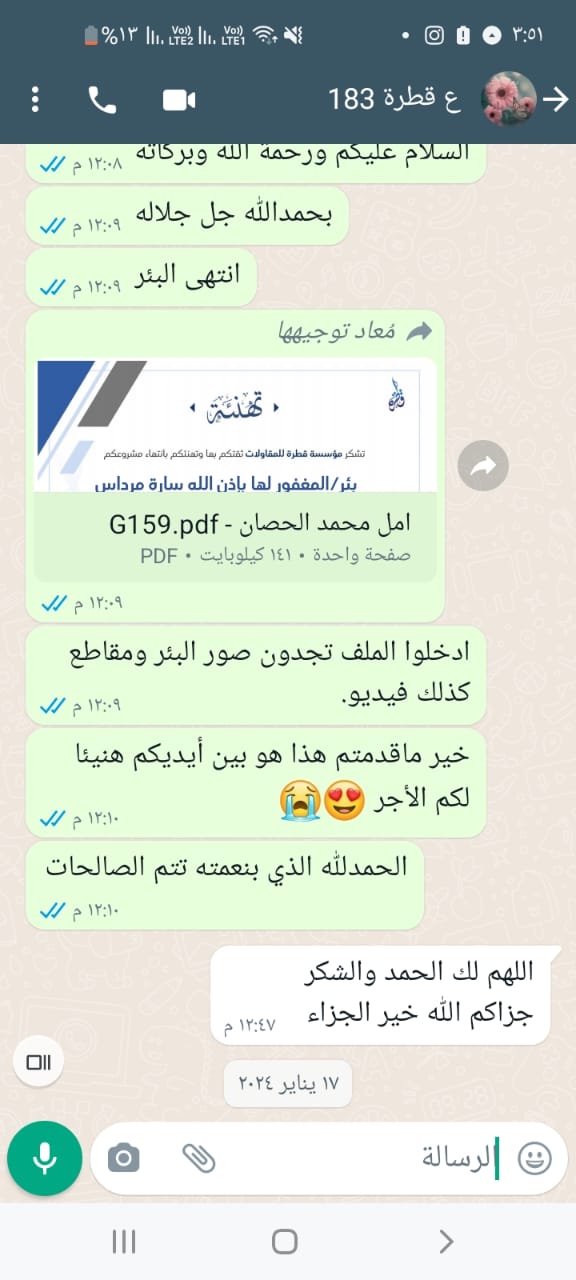 ٣:٥١
%١٣ Vo) LTE2 Vo) LTE1
ع قطرة 183
السلام عليكم ورحمة الله وبركاته
١٢:٠٨ م
بحمدالله جل جلاله
١٢:٠٩ م
انتهى البئر
١٢:٠٩ م
مُعاد توجيهها
تهنئة
تشكر مؤسسة قطرة للمقاولات ثقتكم بها وتهنئكم بانتهاء مشروعكم
بئر/المغفور لها بإذن الله سارة مرداس
امل محمد الحصان - G159.pdf
صفحة واحدة • ١٤١ كيلوبايت • PDF
١٢:٠٩ م
ادخلوا الملف تجدون صور البئر ومقاطع
كذلك فيديو.
١٢:٠٩ م
خير ماقدمتم هذا هو بين أيديكم هنيئا
لكم الأجر 😍😭
١٢:١٠ م
الحمدلله الذي بنعمته تتم الصالحات
١٢:١٠ م
اللهم لك الحمد والشكر
جزاكم الله خير الجزاء
١٢:٤٧ م
١٧ يناير ٢٠٢٤
الرسالة